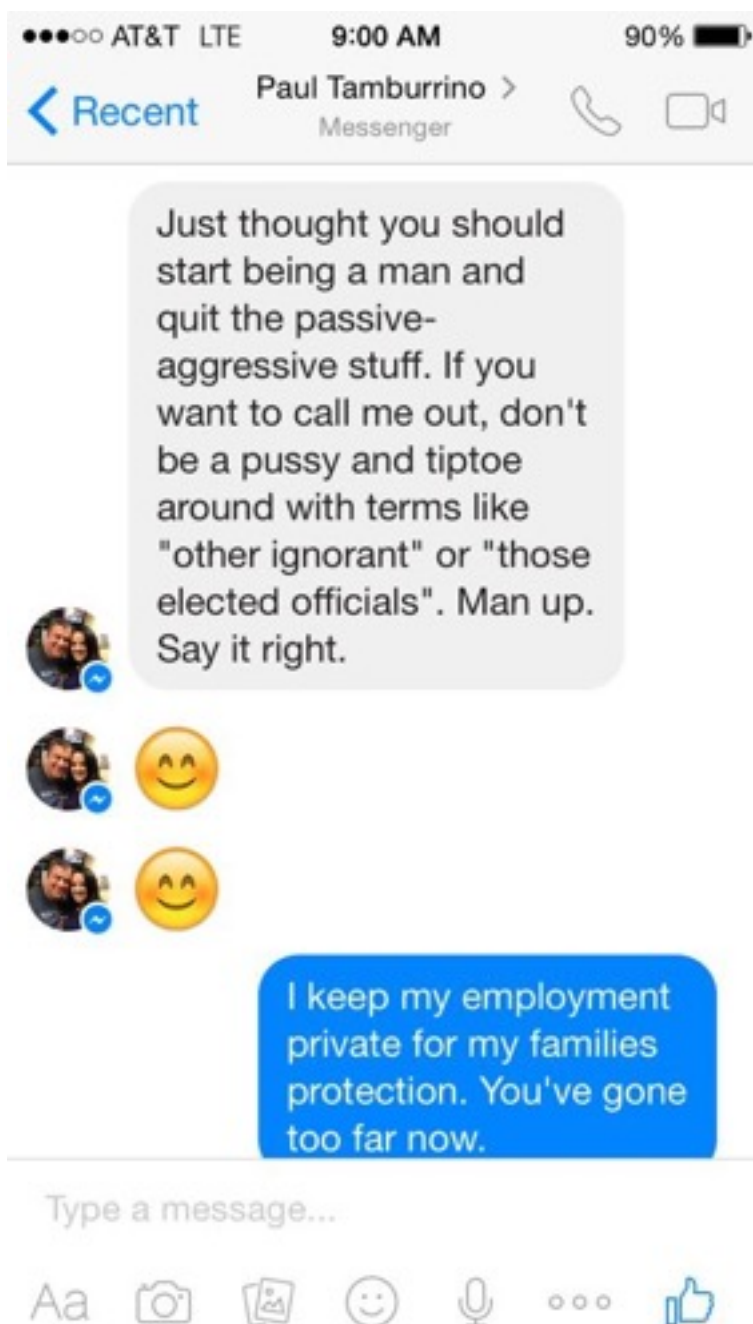 AT&T LTE 9:00 AM 90%
Recent Paul Tamburrino >
Messenger
Just thought you should
start being a man and
quit the passive-
aggressive stuff. If you
want to call me out, don't
be a pussy and tiptoe
around with terms like
"other ignorant" or "those
elected officials". Man up.
Say it right.
I keep my employment
private for my families
protection. You've gone
too far now.
Type a message...
Aa